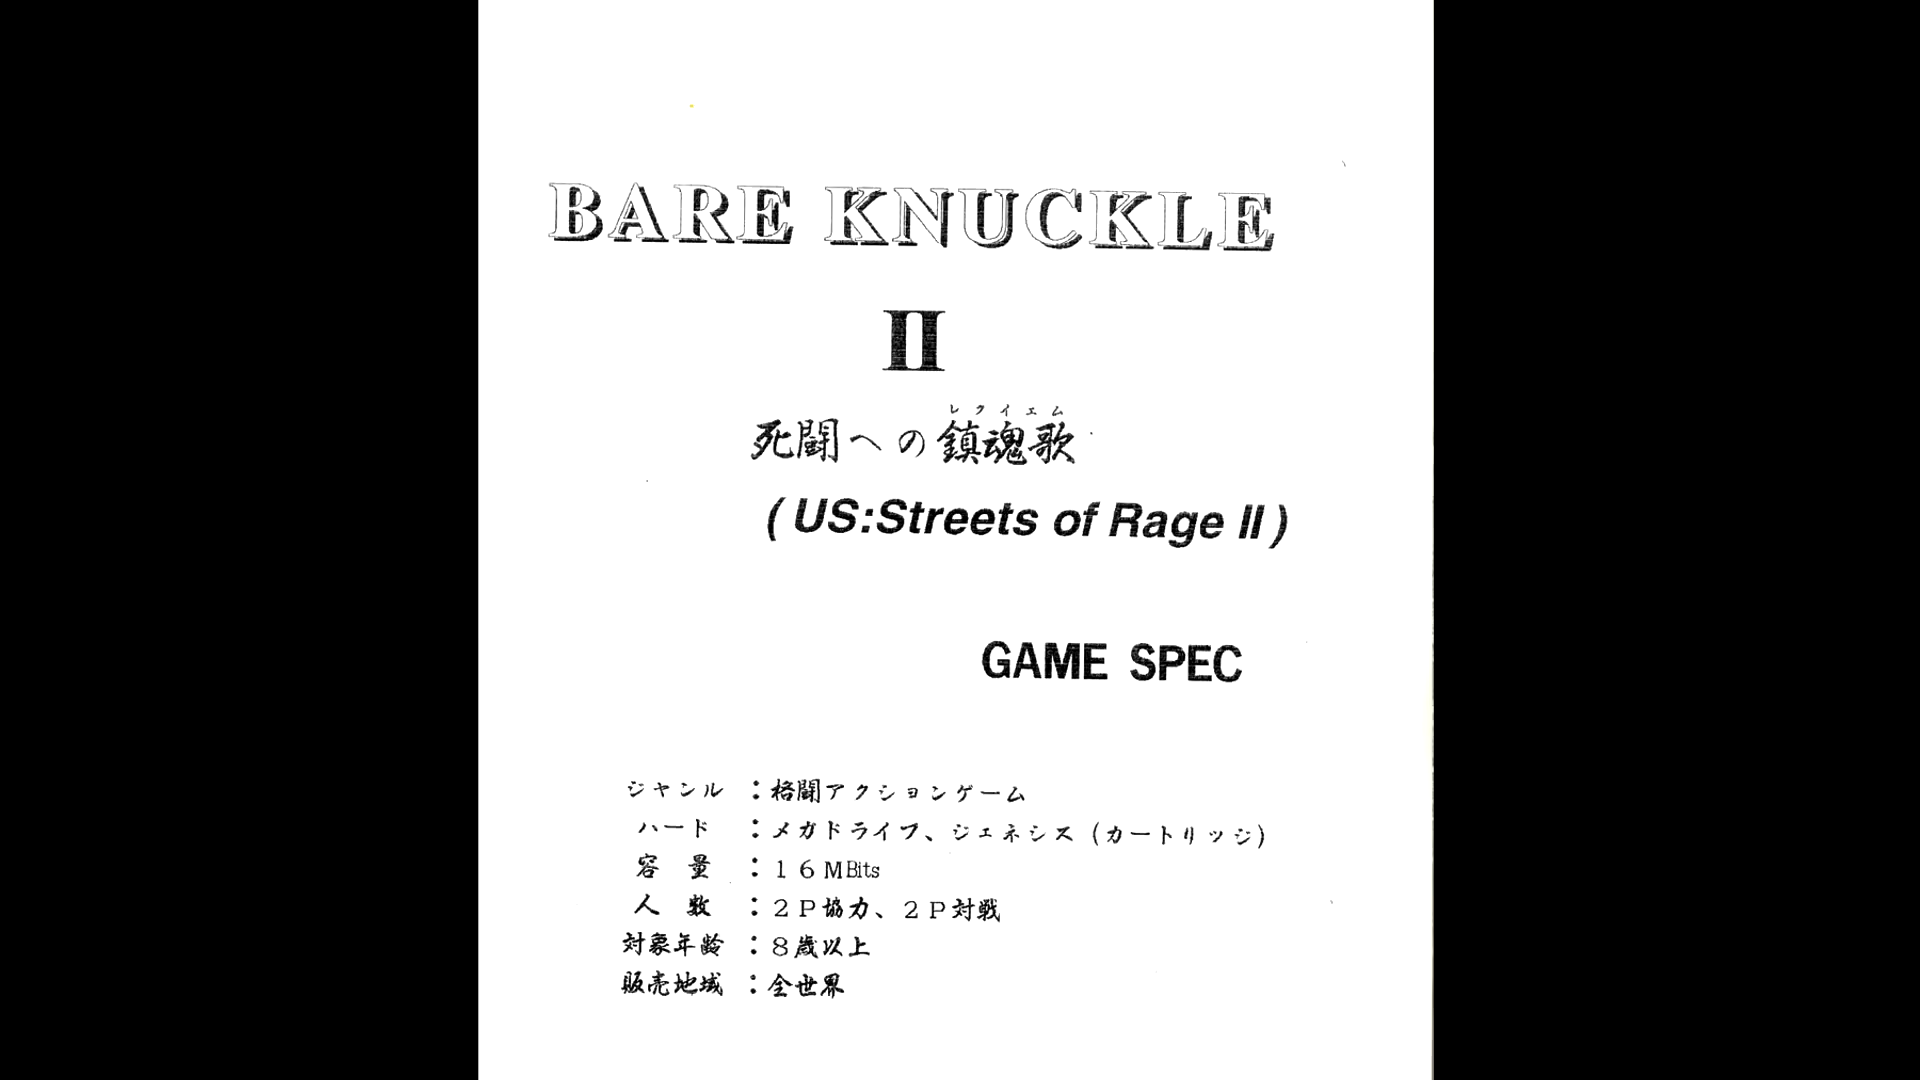 BARE KNUCKLE
II
レクイエム
死闘への鎮魂歌
(US:Streets of Rage II)
GAME SPEC
ジャンル：格闘アクションゲーム
ハード：メガドライブ、ジェネシス（カートリッジ）
容量：１６MBits
人数：２Ｐ協力、２Ｐ対戦
対象年齢：８歳以上
販売地域：全世界